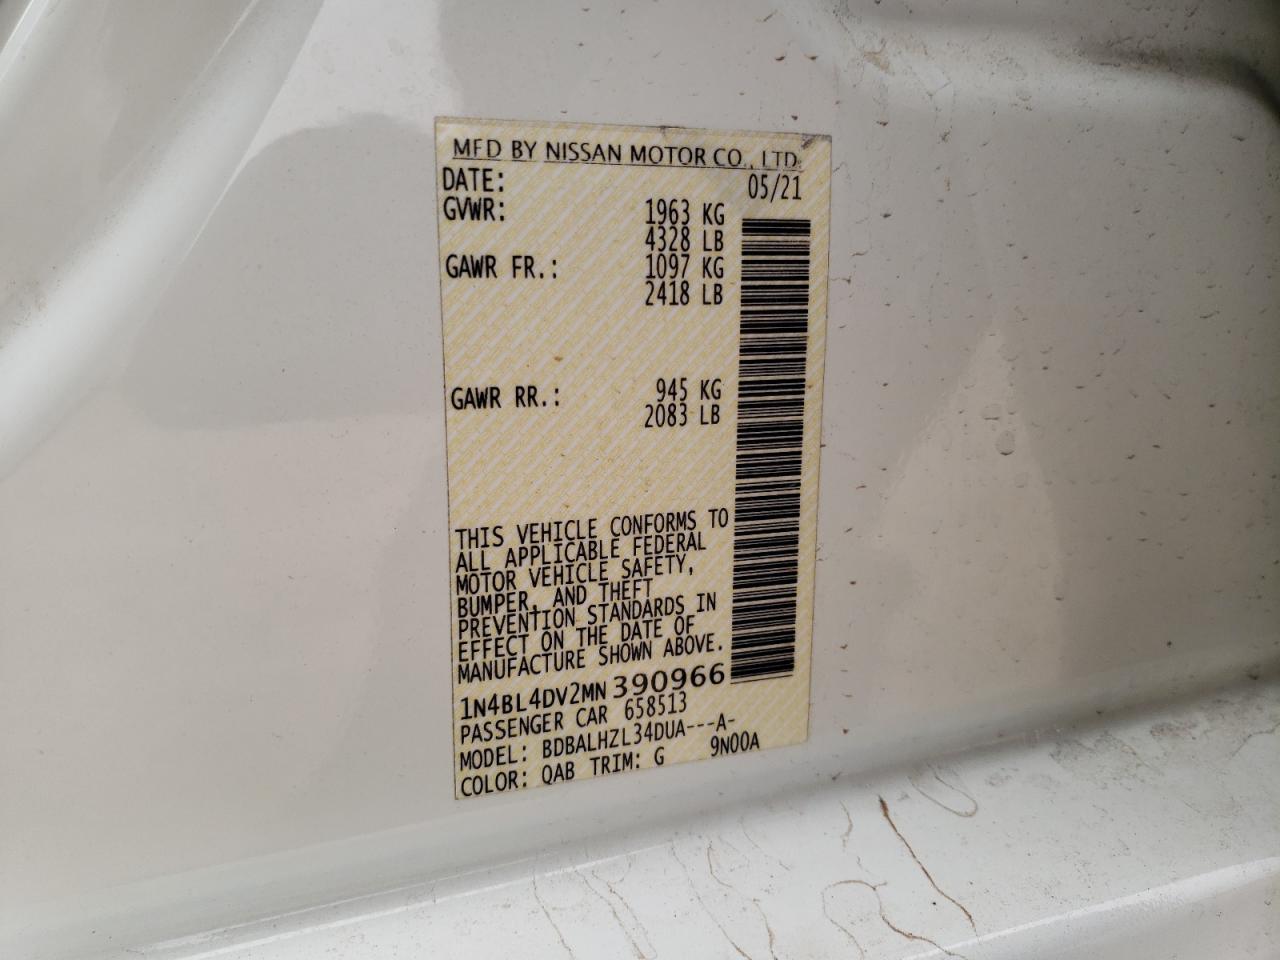 MFD BY NISSAN MOTOR CO., LTD.
DATE: 05/21
GVWR: 1963 KG
4328 LB
GAWR FR.: 1097 KG
2418 LB
GAWR RR.: 945 KG
2083 LB
THIS VEHICLE CONFORMS TO
ALL APPLICABLE FEDERAL
MOTOR VEHICLE SAFETY,
BUMPER, AND THEFT
PREVENTION STANDARDS IN
EFFECT ON THE DATE OF
MANUFACTURE SHOWN ABOVE.
1N4BL4DV2MN390966
PASSENGER CAR 658513
MODEL: BDBALHZL34DUA---A-
COLOR: QAB TRIM: G 9N00A